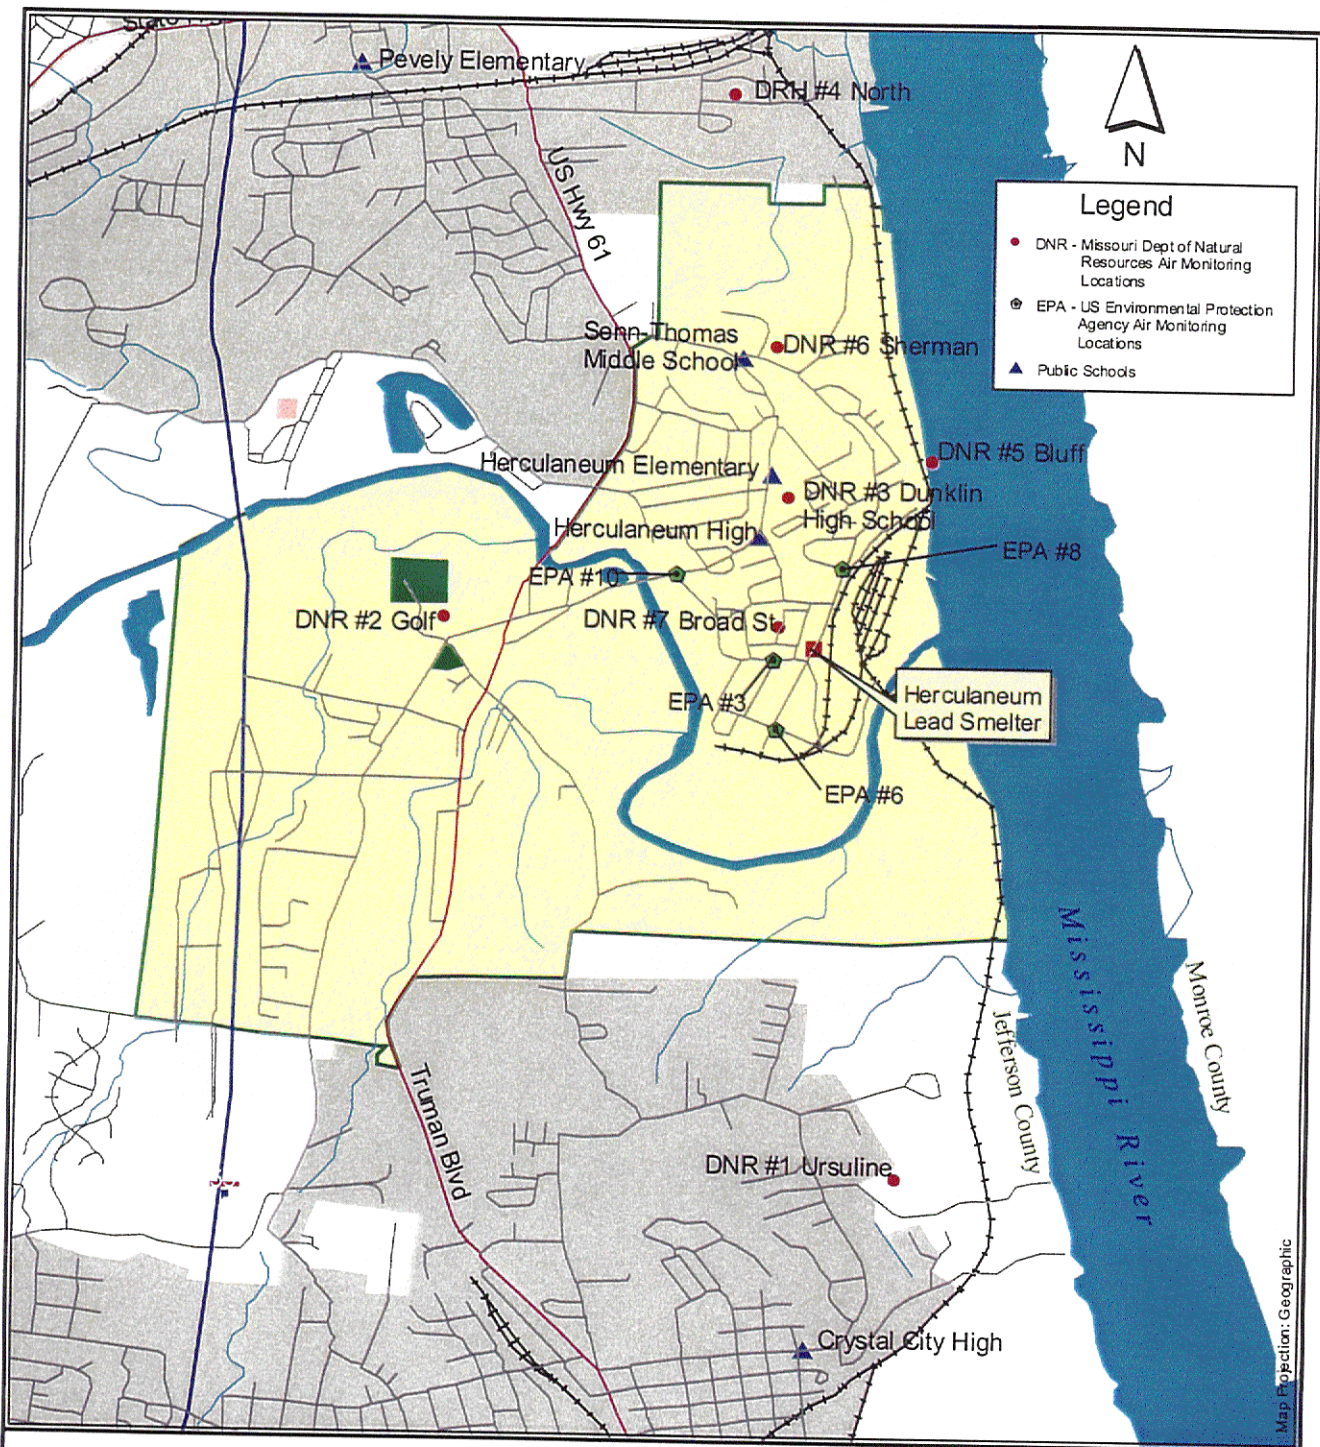 Pevely Elementary
DRH #4 North
N
US Hwy 61
Legend
DNR - Missouri Dept of Natural
Resources Air Monitoring
Locations
EPA - US Environmental Protection
Agency Air Monitoring
Locations
Public Schools
Senn-Thomas
Middle School
DNR #6 Sherman
DNR #5 Bluff
Herculaneum Elementary
DNR #3 Dunklin
High School
Herculaneum High
EPA #8
EPA #10
DNR #2 Golf
DNR #7 Broad St
EPA #3
Herculaneum
Lead Smelter
EPA #6
Mississippi River
Monroe County
Jefferson County
Truman Blvd
DNR #1 Ursuline
Crystal City High
Map Projection: Geographic